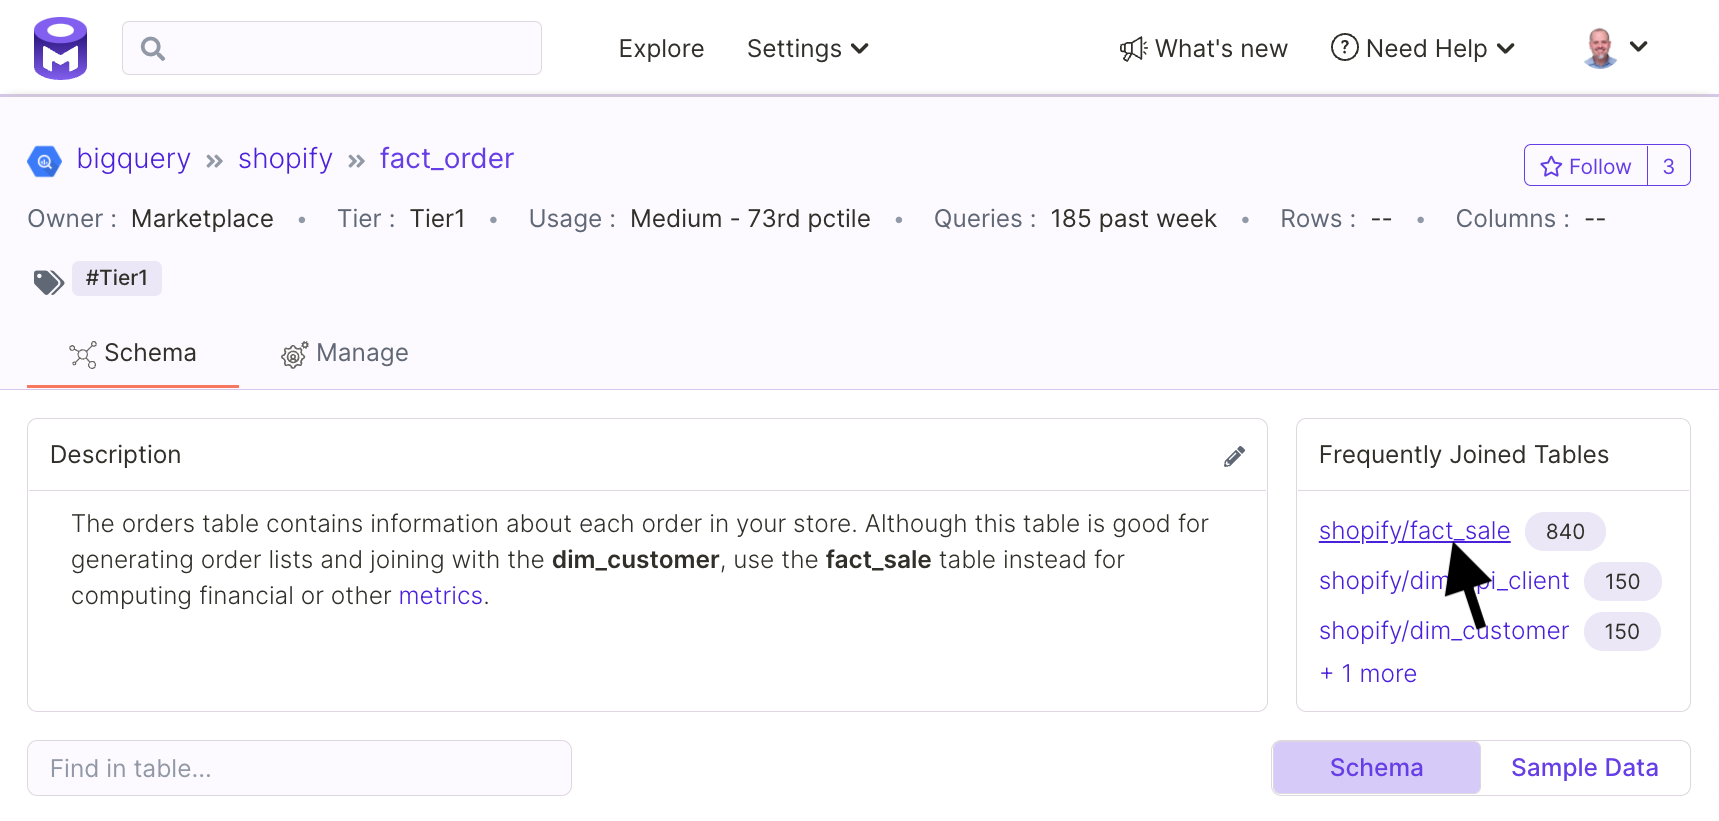 Explore Settings What's new Need Help
bigquery » shopify » fact_order
Follow 3
Owner : Marketplace • Tier : Tier1 • Usage : Medium - 73rd pctile • Queries : 185 past week • Rows : -- • Columns : --
#Tier1
Schema Manage
Description
The orders table contains information about each order in your store. Although this table is good for
generating order lists and joining with the dim_customer, use the fact_sale table instead for
computing financial or other metrics.
Frequently Joined Tables
shopify/fact_sale 840
150
shopify/dim_customer 150
+ 1 more
Find in table...
Schema Sample Data